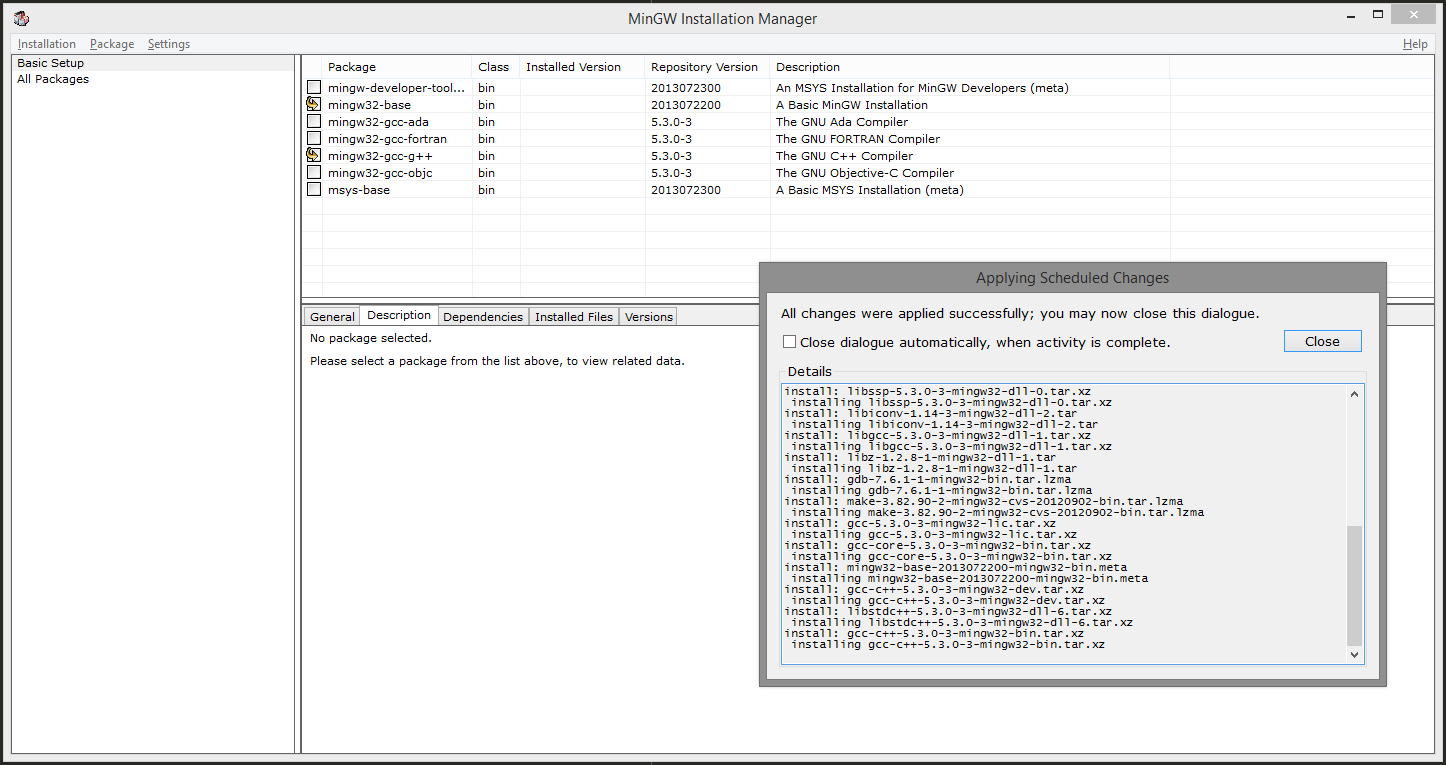 MinGW Installation Manager
Installation Package Settings Help
Basic Setup
All Packages
Package Class Installed Version Repository Version Description
mingw-developer-tool... bin 2013072300 An MSYS Installation for MinGW Developers (meta)
mingw32-base bin 2013072200 A Basic MinGW Installation
mingw32-gcc-ada bin 5.3.0-3 The GNU Ada Compiler
mingw32-gcc-fortran bin 5.3.0-3 The GNU FORTRAN Compiler
mingw32-gcc-g++ bin 5.3.0-3 The GNU C++ Compiler
mingw32-gcc-objc bin 5.3.0-3 The GNU Objective-C Compiler
msys-base bin 2013072300 A Basic MSYS Installation (meta)
General Description Dependencies Installed Files Versions
No package selected.
Please select a package from the list above, to view related data.
Applying Scheduled Changes
All changes were applied successfully; you may now close this dialogue.
Close dialogue automatically, when activity is complete.
Close
Details
install: libssp-5.3.0-3-mingw32-dll-0.tar.xz
installing libssp-5.3.0-3-mingw32-dll-0.tar.xz
install: libiconv-1.14-3-mingw32-dll-2.tar
installing libiconv-1.14-3-mingw32-dll-2.tar
install: libgcc-5.3.0-3-mingw32-dll-1.tar.xz
installing libgcc-5.3.0-3-mingw32-dll-1.tar.xz
install: libz-1.2.8-1-mingw32-dll-1.tar
installing libz-1.2.8-1-mingw32-dll-1.tar
install: gdb-7.6.1-1-mingw32-bin.tar.lzma
installing gdb-7.6.1-1-mingw32-bin.tar.lzma
install: make-3.82.90-2-mingw32-cvs-20120902-bin.tar.lzma
installing make-3.82.90-2-mingw32-cvs-20120902-bin.tar.lzma
install: gcc-5.3.0-3-mingw32-lic.tar.xz
installing gcc-5.3.0-3-mingw32-lic.tar.xz
install: gcc-core-5.3.0-3-mingw32-bin.tar.xz
installing gcc-core-5.3.0-3-mingw32-bin.tar.xz
install: mingw32-base-2013072200-mingw32-bin.meta
installing mingw32-base-2013072200-mingw32-bin.meta
install: gcc-c++-5.3.0-3-mingw32-dev.tar.xz
installing gcc-c++-5.3.0-3-mingw32-dev.tar.xz
install: libstdc++-5.3.0-3-mingw32-dll-6.tar.xz
installing libstdc++-5.3.0-3-mingw32-dll-6.tar.xz
install: gcc-c++-5.3.0-3-mingw32-bin.tar.xz
installing gcc-c++-5.3.0-3-mingw32-bin.tar.xz